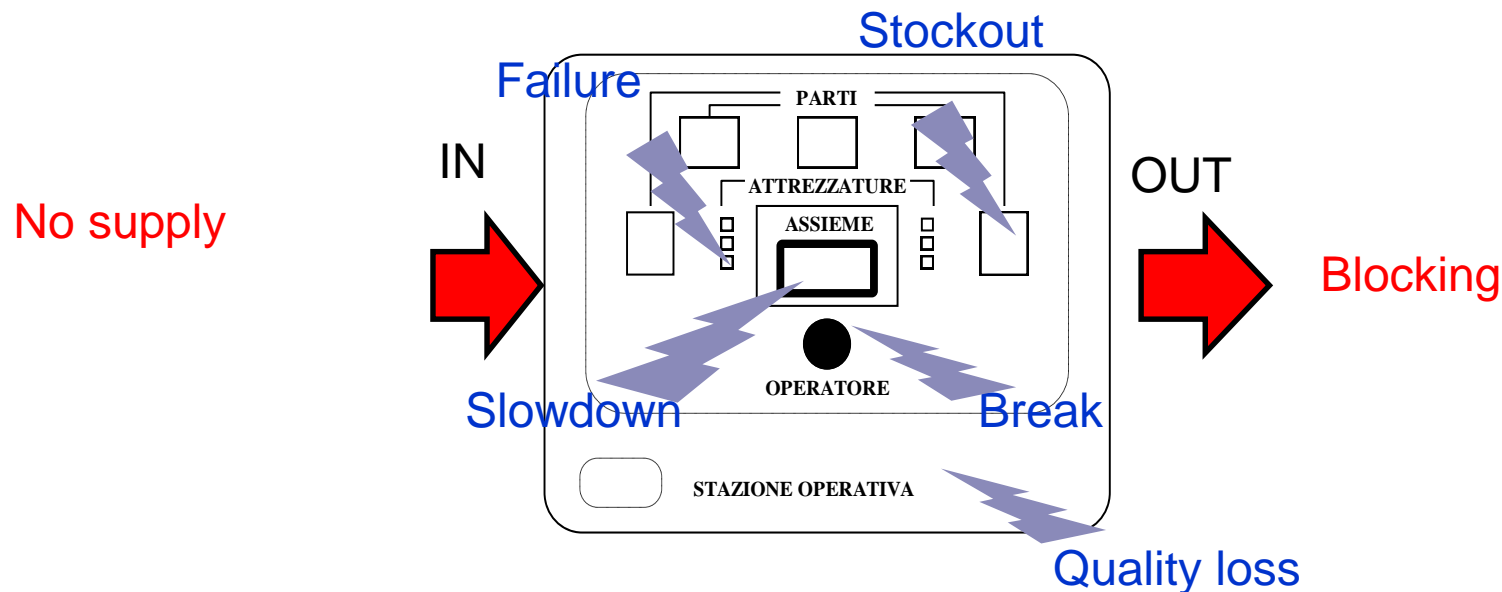 Stockout
Failure
PARTI
IN
OUT
ATTREZZATURE
No supply
ASSIEME
Blocking
OPERATORE
Slowdown
Break
STAZIONE OPERATIVA
Quality loss